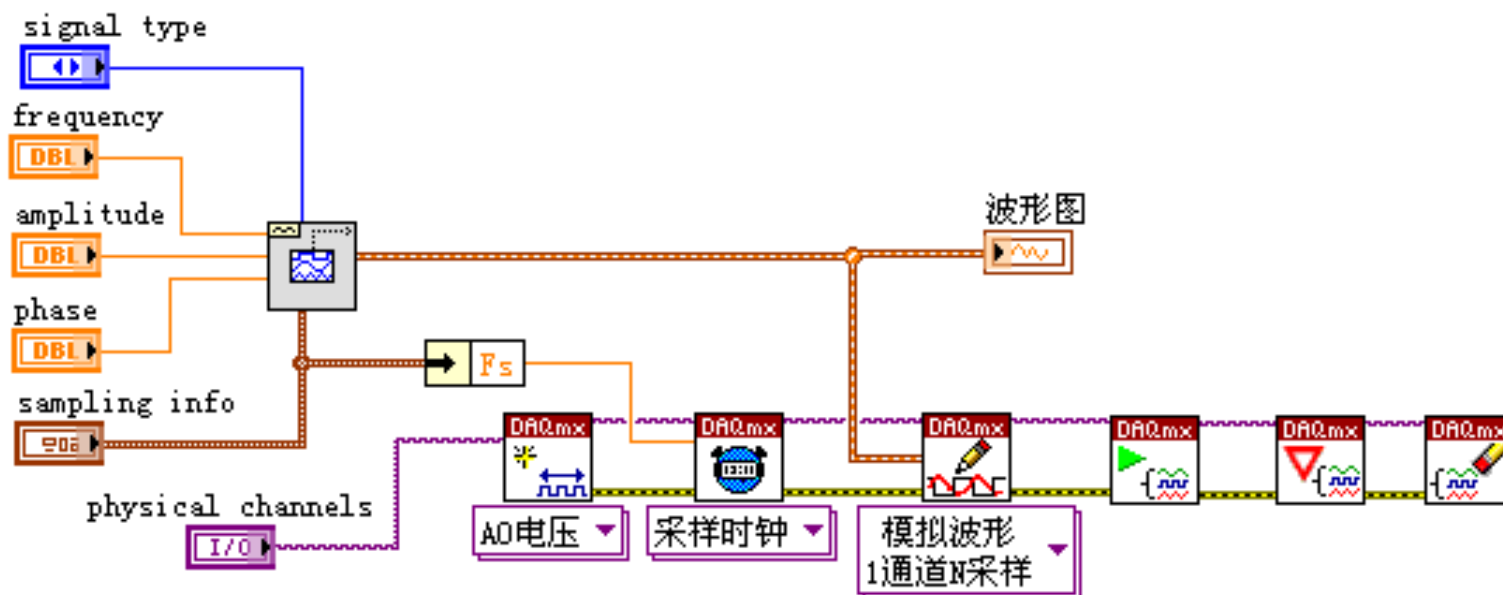 signal type
frequency
DBL
amplitude
DBL
phase
DBL
sampling info
physical channels
I/O
Fs
波形图
DAQmx
DAQmx
DAQmx
DAQmx
DAQmx
DAQmx
AO电压
采样时钟
模拟波形
1通道N采样